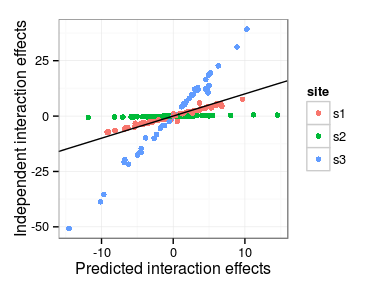 Independent interaction effects
25
0
-25
-50
-10
0
10
Predicted interaction effects
site
s1
s2
s3